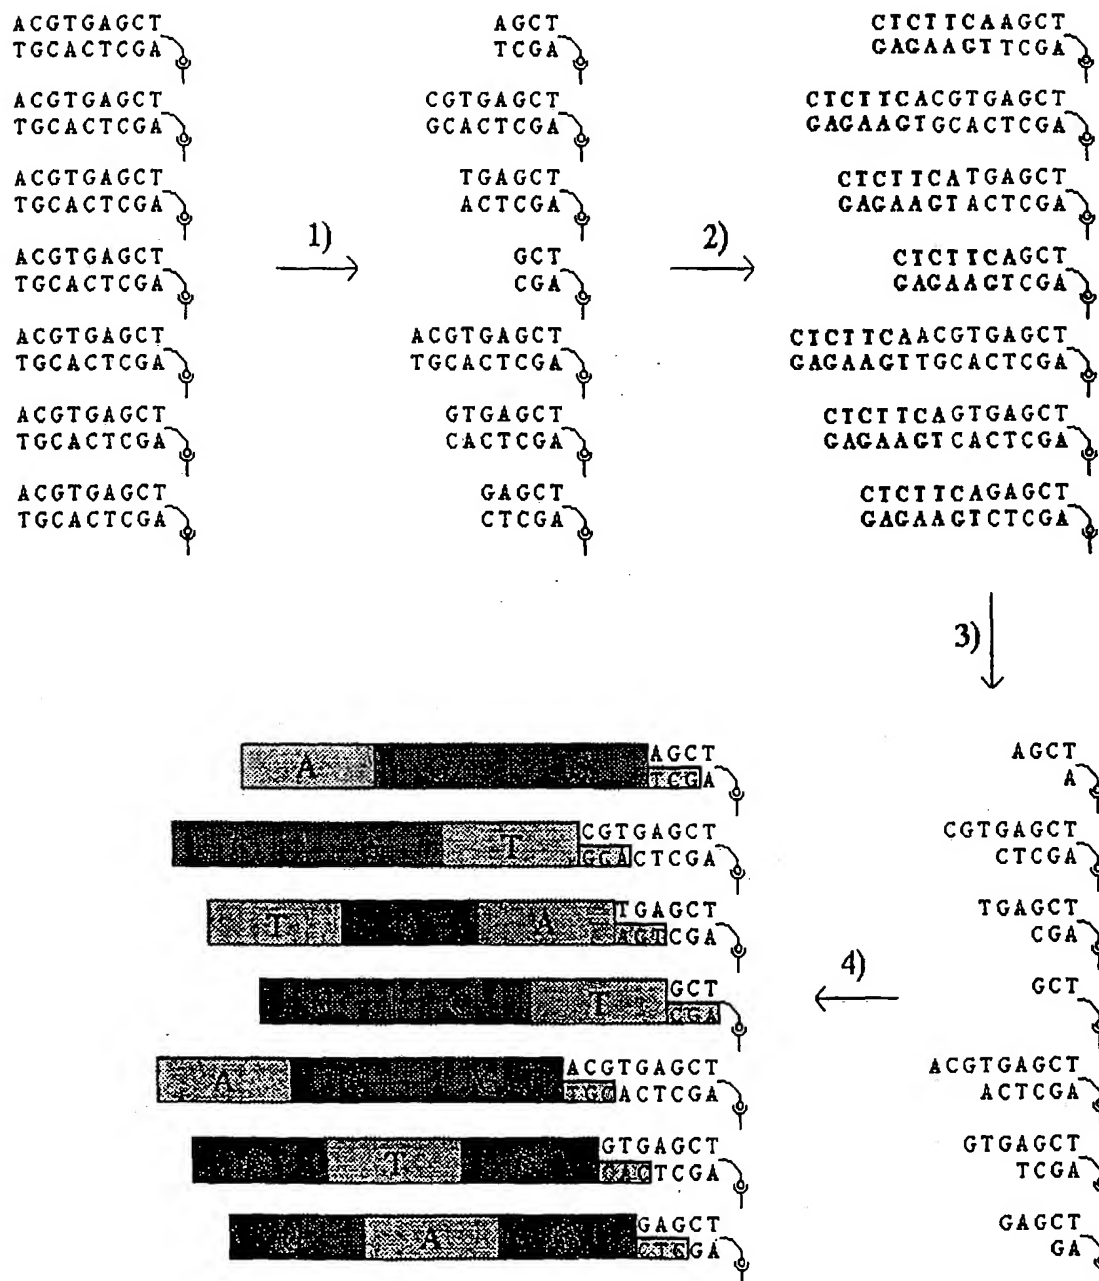 ACGTGAGCT
TGCACTCGA
ACGTGAGCT
TGCACTCGA
ACGTGAGCT
TGCACTCGA
ACGTGAGCT
TGCACTCGA
ACGTGAGCT
TGCACTCGA
ACGTGAGCT
TGCACTCGA
ACGTGAGCT
TGCACTCGA
1)
AGCT
TCGA
CGTGAGCT
GCACTCGA
TGAGCT
ACTCGA
GCT
CGA
ACGTGAGCT
TGCACTCGA
GTGAGCT
CACTCGA
GAGCT
CTCGA
2)
CTCTTCAAGCT
GAGAAGTTCGA
CTCTTCACGTGAGCT
GAGAAGTGCACTCGA
CTCTTCATGAGCT
GAGAAGTACTCGA
CTCTTCAGCT
GAGAAGTCGA
CTCTTCAACGTGAGCT
GAGAAGTTGCACTCGA
CTCTTCAGTGAGCT
GAGAAGTCACTCGA
CTCTTCAGAGCT
GAGAAGTCTCGA
3)
AGCT
A
CGTGAGCT
CTCGA
TGAGCT
CGA
GCT
ACGTGAGCT
ACTCGA
GTGAGCT
TCGA
GAGCT
GA
4)
A AGCT
TCGA
T CGTGAGCT
GCACTCGA
T A TGAGCT
ACTCGA
T GCT
CGA
A ACGTGAGCT
TGCACTCGA
T GTGAGCT
CACTCGA
A GAGCT
CTCGA